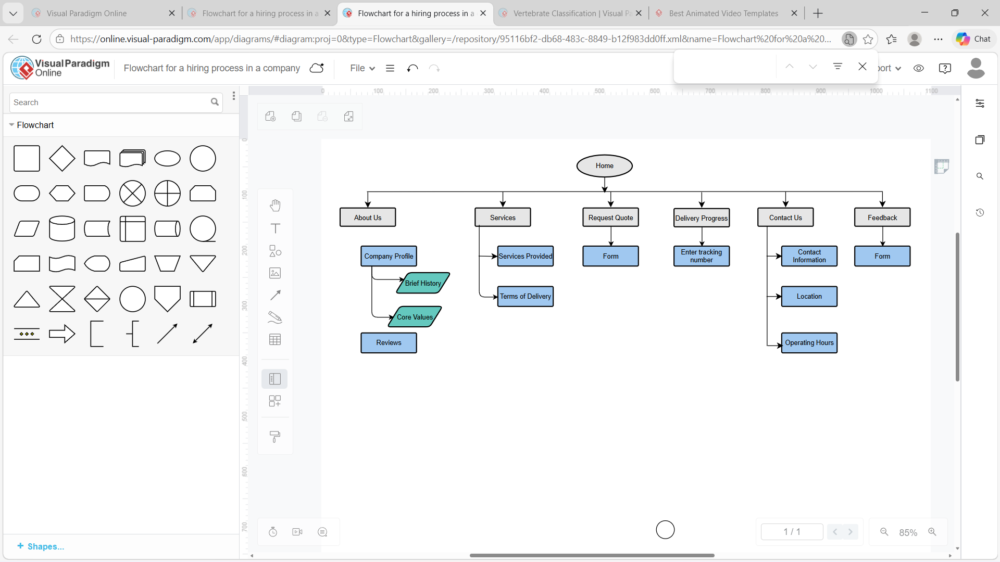 Visual Paradigm Online
Flowchart for a hiring process in a
Flowchart for a hiring process in a
Vertebrate Classification | Visual Pa
Best Animated Video Templates
https://online.visual-paradigm.com/app/diagrams/#diagram:proj=0&type=Flowchart&gallery=/repository/95116bf2-db68-483c-8849-b12f983dd0ff.xml&name=Flowchart%20for%20a%20...
Chat
Visual Paradigm
Online
Flowchart for a hiring process in a company
File
port
Search
Flowchart
0 100 200 300 400 500 600 700 800 900 1000 1100
0
100
200
300
400
500
600
700
Home
About Us
Services
Request Quote
Delivery Progress
Contact Us
Feedback
Company Profile
Services Provided
Form
Enter tracking
number
Contact
Information
Form
Brief History
Terms of Delivery
Location
Core Values
Reviews
Operating Hours
+ Shapes...
1 / 1
85%